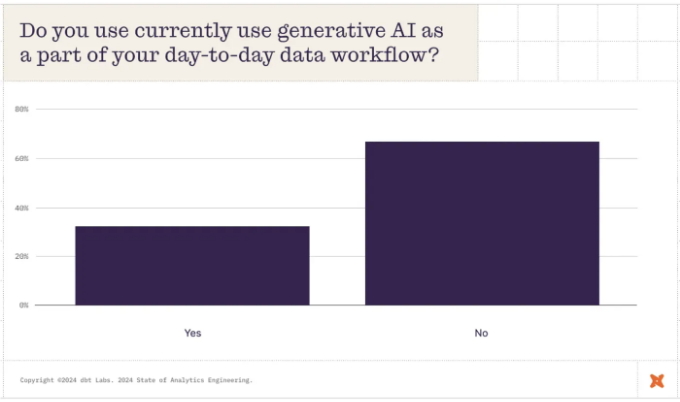 Do you use currently use generative AI as
a part of your day-to-day data workflow?
80%
60%
40%
20%
0%
Yes
No
Copyright ©2024 dbt Labs. 2024 State of Analytics Engineering.